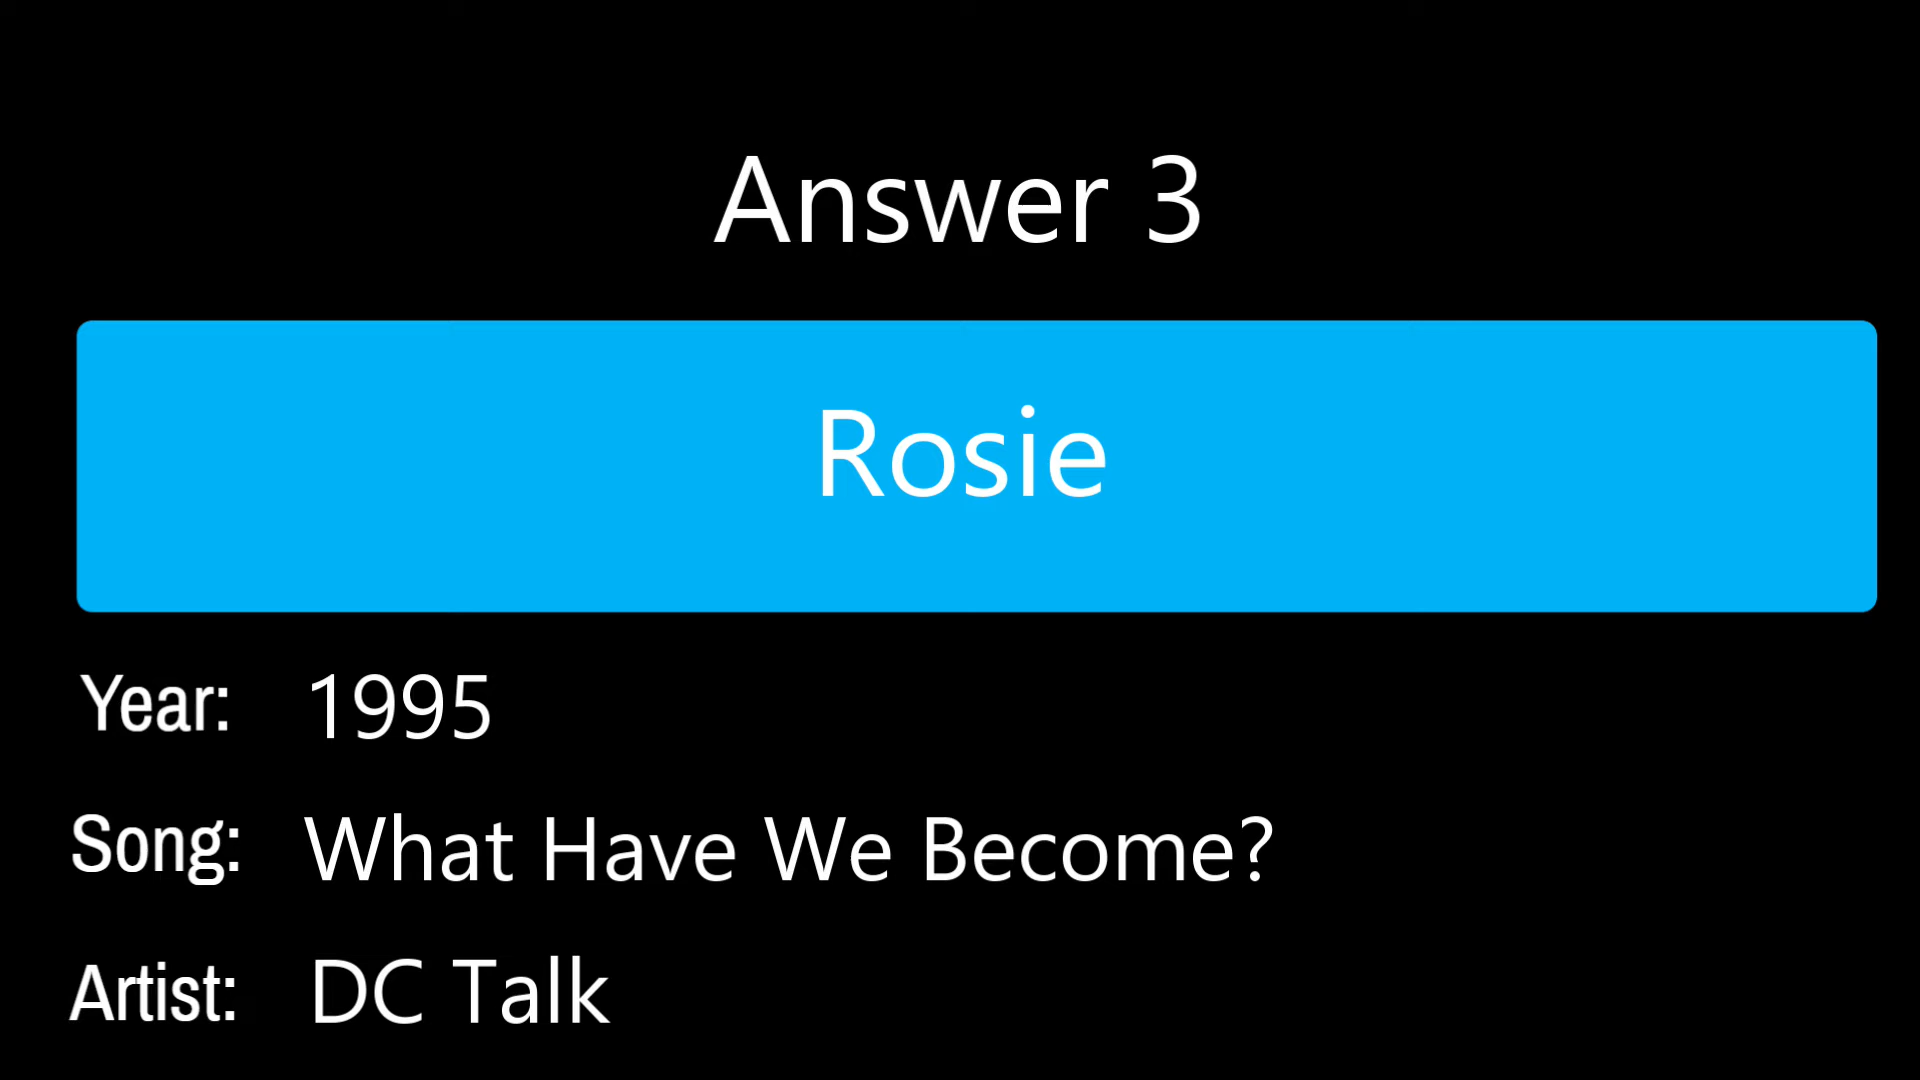 Answer 3
Rosie
Year: 1995
Song: What Have We Become?
Artist: DC Talk